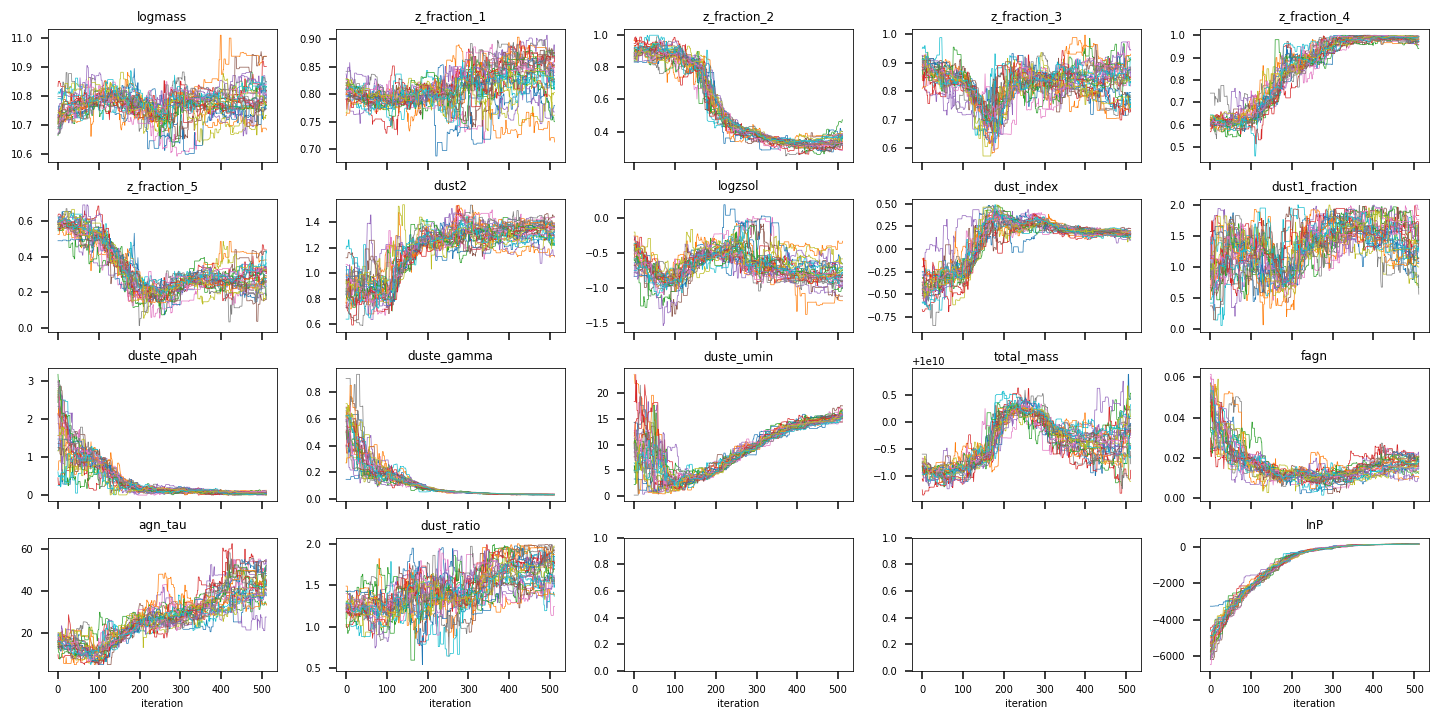 logmass z_fraction_1 z_fraction_2 z_fraction_3 z_fraction_4
11.0 10.9 10.8 10.7 10.6
0.90 0.85 0.80 0.75 0.70
1.0 0.8 0.6 0.4
1.0 0.9 0.8 0.7 0.6
1.0 0.9 0.8 0.7 0.6 0.5
z_fraction_5 dust2 logzsol dust_index dust1_fraction
0.6 0.4 0.2 0.0
1.4 1.2 1.0 0.8 0.6
0.0 −0.5 −1.0 −1.5
0.50 0.25 0.00 −0.25 −0.50 −0.75
2.0 1.5 1.0 0.5 0.0
duste_qpah duste_gamma duste_umin total_mass fagn
3 2 1 0
0.8 0.6 0.4 0.2 0.0
20 15 10 5 0
+1e10
0.5 0.0 −0.5 −1.0
0.06 0.04 0.02 0.00
agn_tau dust_ratio lnP
60 40 20
2.0 1.5 1.0 0.5
1.0 0.8 0.6 0.4 0.2 0.0
1.0 0.8 0.6 0.4 0.2 0.0
0 −2000 −4000 −6000
0 100 200 300 400 500
0 100 200 300 400 500
0 100 200 300 400 500
0 100 200 300 400 500
0 100 200 300 400 500
iteration iteration iteration iteration iteration